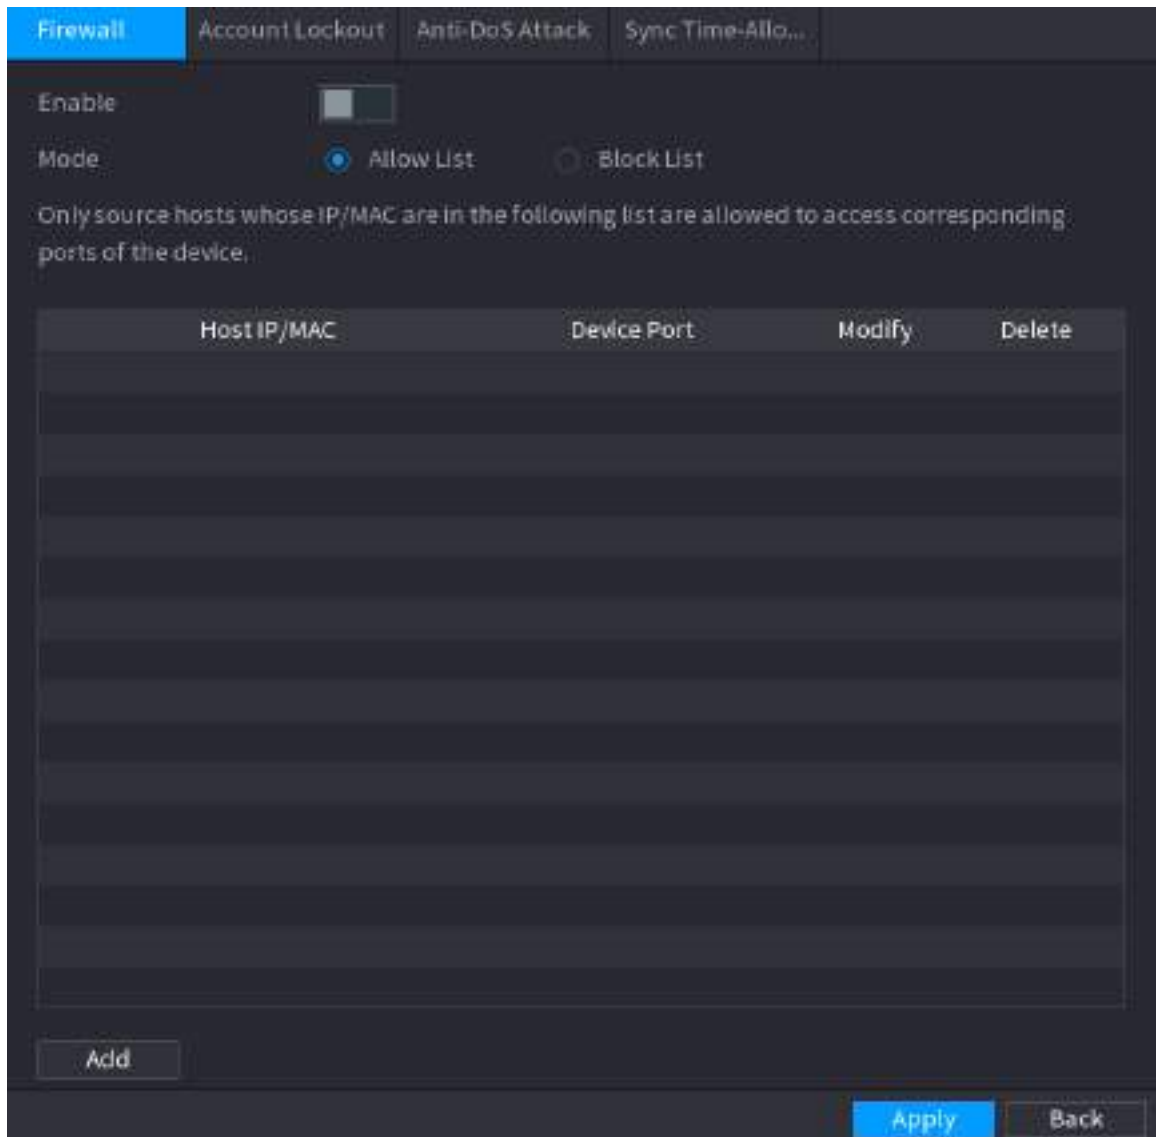 Firewall Account Lockout Anti-DoS Attack Sync Time-Allo...
Enable
Mode Allow List Block List
Only source hosts whose IP/MAC are in the following list are allowed to access corresponding
ports of the device.
Host IP/MAC Device Port Modify Delete
Add
Apply Back